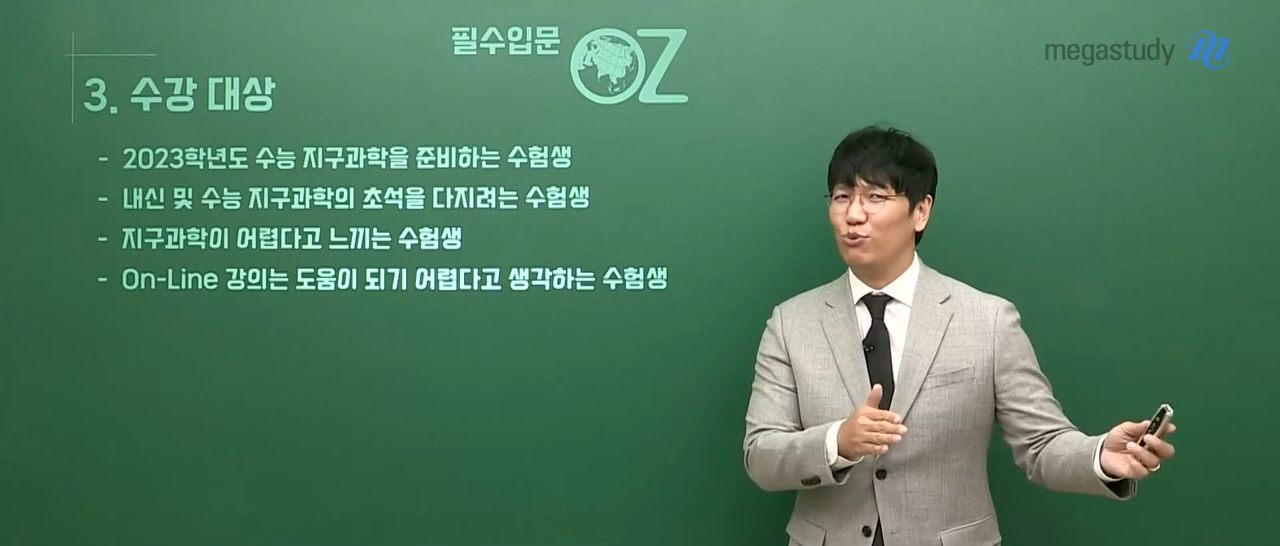 필수입문 OZ
megastudy m
3. 수강 대상
- 2023학년도 수능 지구과학을 준비하는 수험생
- 내신 및 수능 지구과학의 초석을 다지려는 수험생
- 지구과학이 어렵다고 느끼는 수험생
- On-Line 강의는 도움이 되기 어렵다고 생각하는 수험생